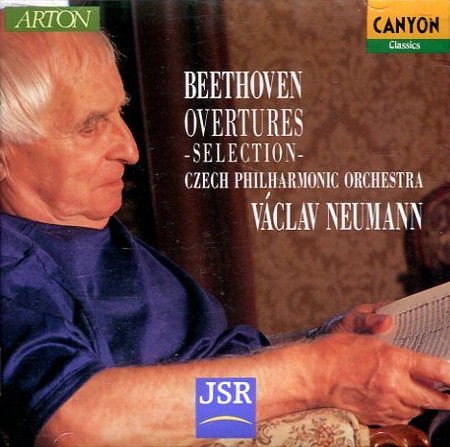 ARTON
CANYON
Classics
BEETHOVEN
OVERTURES
-SELECTION-
CZECH PHILHARMONIC ORCHESTRA
VÁCLAV NEUMANN
JSR